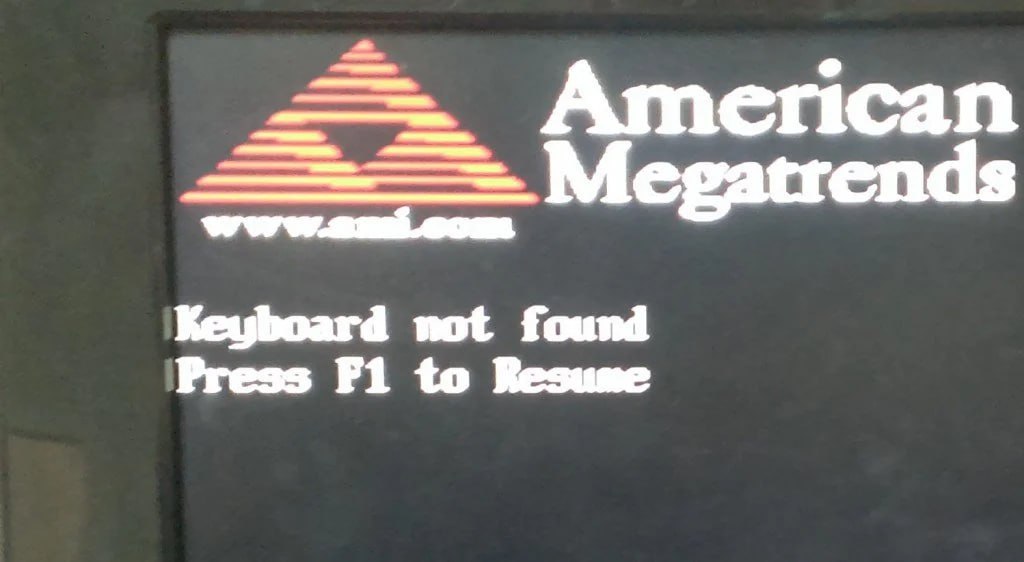 American
Megatrends
www.ami.com
Keyboard not found
Press F1 to Resume